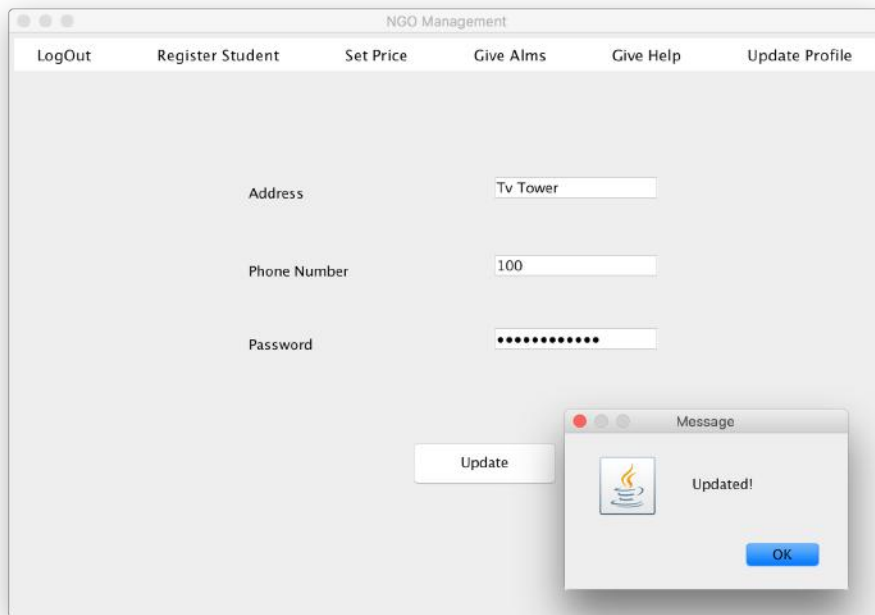 NGO Management
LogOut Register Student Set Price Give Alms Give Help Update Profile
Address Tv Tower
Phone Number 100
Password ••••••••••••
Update
Message
Updated!
OK